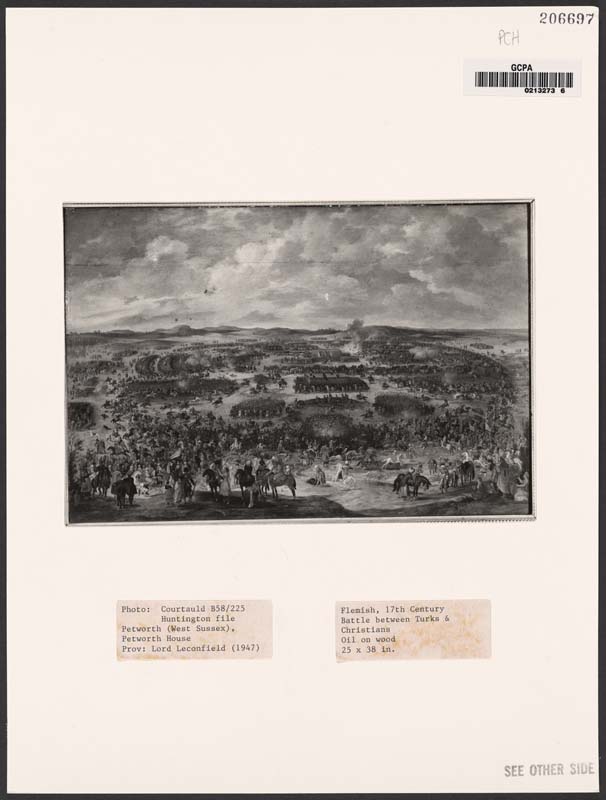 206697
PCH
GCPA
0213273 6
Photo: Courtauld B58/225
Huntington file
Petworth (West Sussex),
Petworth House
Prov: Lord Leconfield (1947)
Flemish, 17th Century
Battle between Turks &
Christians
Oil on wood
25 x 38 in.
SEE OTHER SIDE